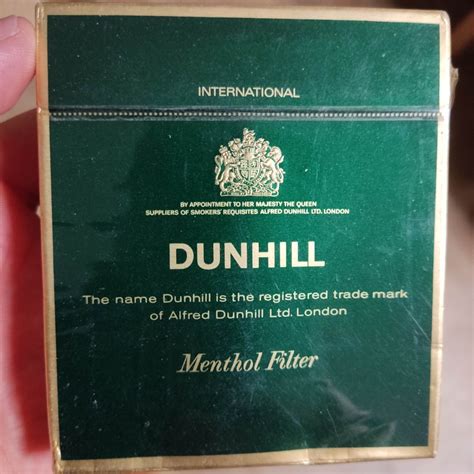 INTERNATIONAL
BY APPOINTMENT TO HER MAJESTY THE QUEEN
SUPPLIERS OF SMOKERS' REQUISITES ALFRED DUNHILL LTD. LONDON
DUNHILL
The name Dunhill is the registered trade mark
of Alfred Dunhill Ltd. London
Menthol Filter